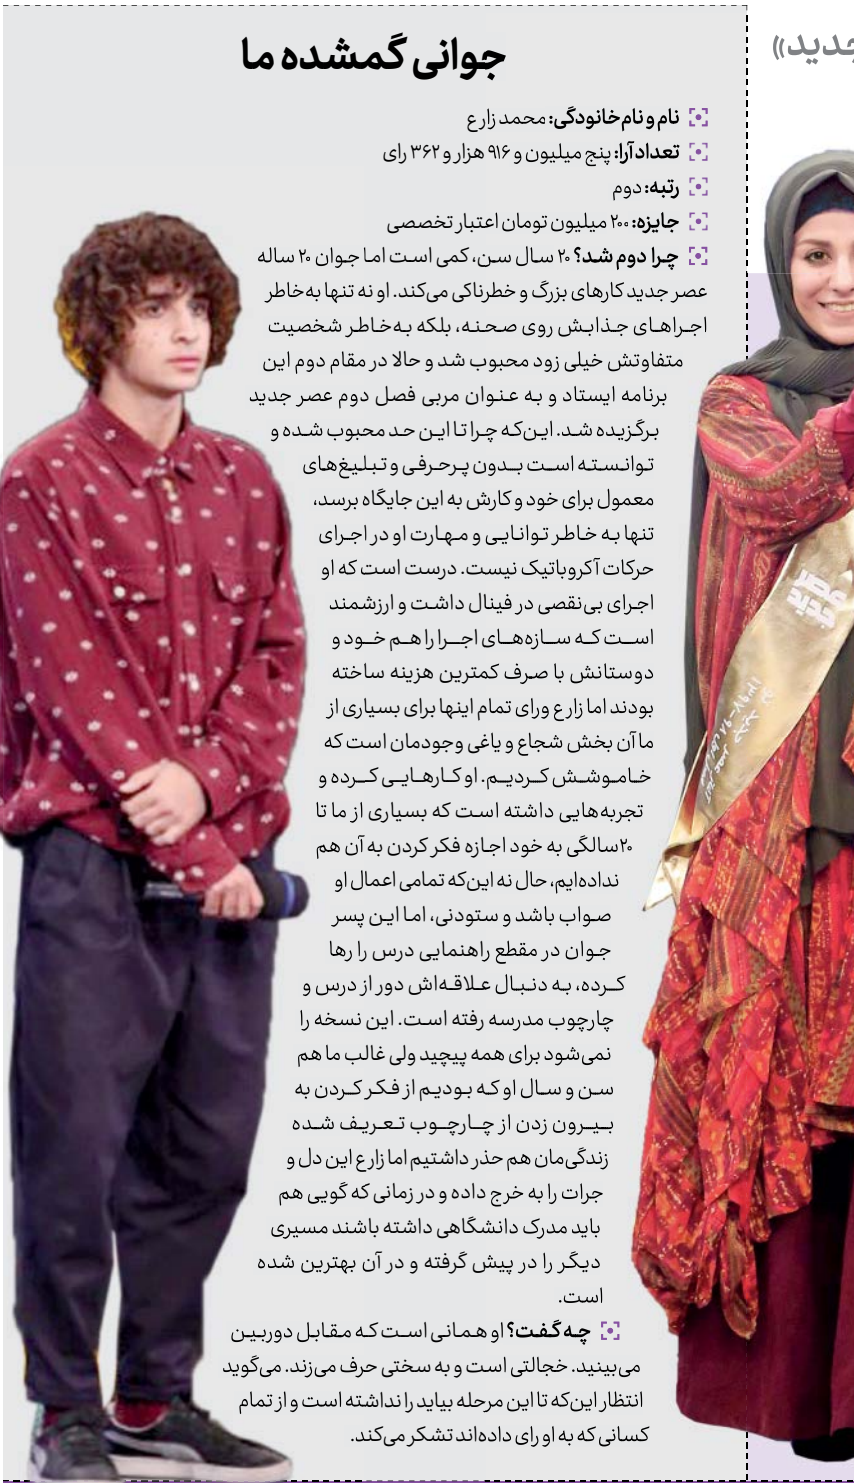 جدید»
جوانی گمشده ما
نام و نام خانودگی: محمد زارع
تعداد آرا: پنج میلیون و ۹۱۶ هزار و ۳۶۲ رای
رتبه: دوم
جایزه: ۲۰۰ میلیون تومان اعتبار تخصصی
چرا دوم شد؟ ۲۰ سال سن، کمی است اما جوان ۲۰ ساله
عصر جدید کارهای بزرگ و خطرناکی می‌کند. او نه تنها به‌خاطر
اجراهای جذابش روی صحنه، بلکه به‌خاطر شخصیت
متفاوتش خیلی زود محبوب شد و حالا در مقام دوم این
برنامه ایستاد و به عنوان مربی فصل دوم عصر جدید
برگزیده شد. این‌که چرا تا این حد محبوب شده و
توانسته است بدون پرحرفی و تبلیغ‌های
معمول برای خود و کارش به این جایگاه برسد،
تنها به خاطر توانایی و مهارت او در اجرای
حرکات آکروباتیک نیست. درست است که او
اجرای بی‌نقصی در فینال داشت و ارزشمند
است که سازه‌های اجرا را هم خود و
دوستانش با صرف کمترین هزینه ساخته
بودند اما زارع ورای تمام اینها برای بسیاری از
ما آن بخش شجاع و یاغی وجودمان است که
خاموشش کردیم. او کارهایی کرده و
تجربه‌هایی داشته است که بسیاری از ما تا
۲۰سالگی به خود اجازه فکر کردن به آن هم
نداده‌ایم، حال نه این‌که تمامی اعمال او
صواب باشد و ستودنی، اما این پسر
جوان در مقطع راهنمایی درس را رها
کرده، به دنبال علاقه‌اش دور از درس و
چارچوب مدرسه رفته است. این نسخه را
نمی‌شود برای همه پیچید ولی غالب ما هم
سن و سال او که بودیم از فکر کردن به
بیرون زدن از چارچوب تعریف شده
زندگی‌مان هم حذر داشتیم اما زارع این دل و
جرات را به خرج داده و در زمانی که گویی هم
باید مدرک دانشگاهی داشته باشند مسیری
دیگر را در پیش گرفته و در آن بهترین شده
است.
چه گفت؟ او همانی است که مقابل دوربین
می‌بینید. خجالتی است و به سختی حرف می‌زند. می‌گوید
انتظار این‌که تا این مرحله بیاید را نداشته است و از تمام
کسانی که به او رای داده‌اند تشکر می‌کند.
عصر
جدید